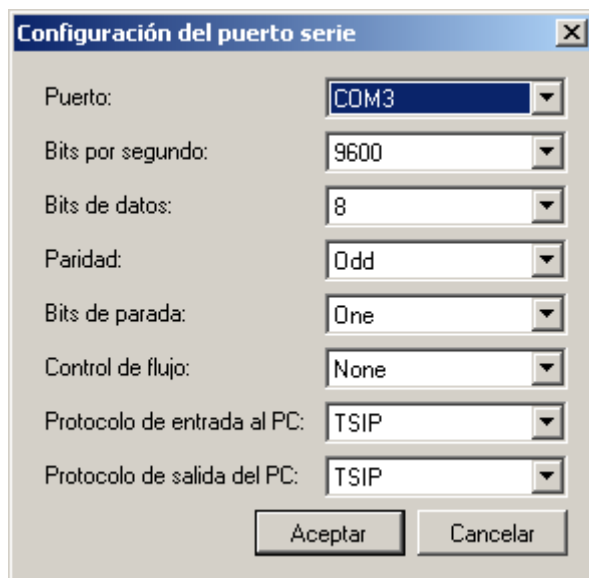 Configuración del puerto serie
Puerto: COM3
Bits por segundo: 9600
Bits de datos: 8
Paridad: Odd
Bits de parada: One
Control de flujo: None
Protocolo de entrada al PC: TSIP
Protocolo de salida del PC: TSIP
Aceptar Cancelar